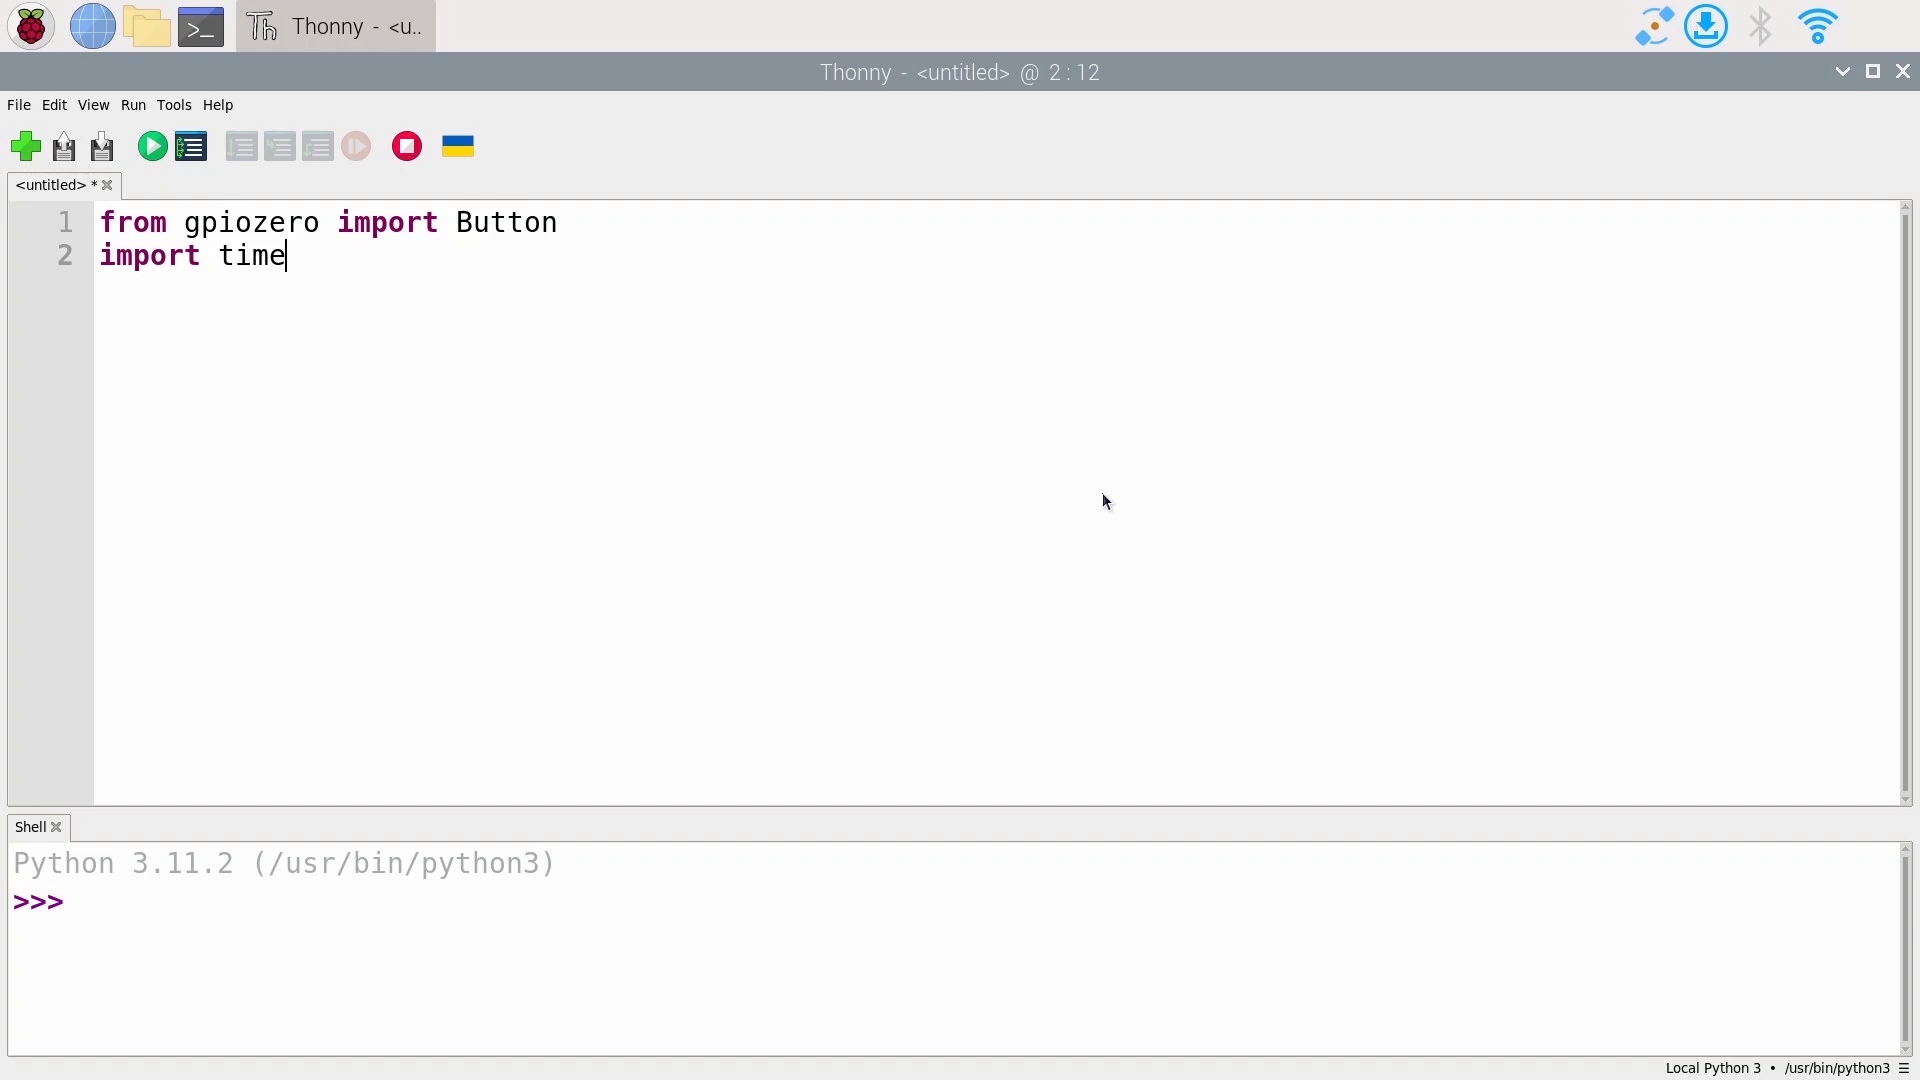 Thonny - <u..
Thonny - <untitled> @ 2:12
File Edit View Run Tools Help
<untitled> *
1 from gpiozero import Button
2 import time
Shell
Python 3.11.2 (/usr/bin/python3)
>>>
Local Python 3 • /usr/bin/python3 ☰